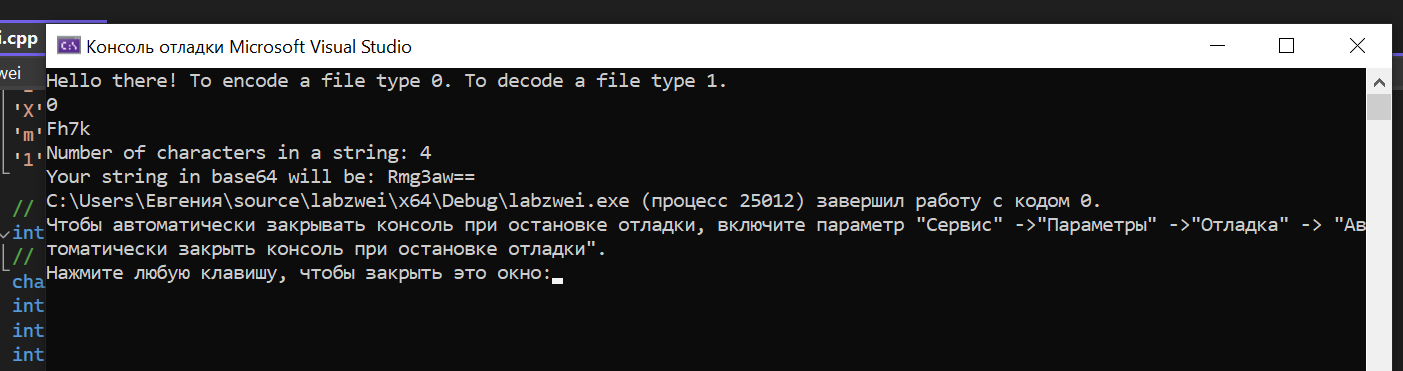 i.cpp
Консоль отладки Microsoft Visual Studio
wei
Hello there! To encode a file type 0. To decode a file type 1.
'X'
0
'm'
Fh7k
'1'
Number of characters in a string: 4
Your string in base64 will be: Rmg3aw==
//
C:\Users\Евгения\source\labzwei\x64\Debug\labzwei.exe (процесс 25012) завершил работу с кодом 0.
int
Чтобы автоматически закрывать консоль при остановке отладки, включите параметр "Сервис" ->"Параметры" ->"Отладка" -> "Ав
//
томатически закрыть консоль при остановке отладки".
cha
Нажмите любую клавишу, чтобы закрыть это окно:
int
int
int